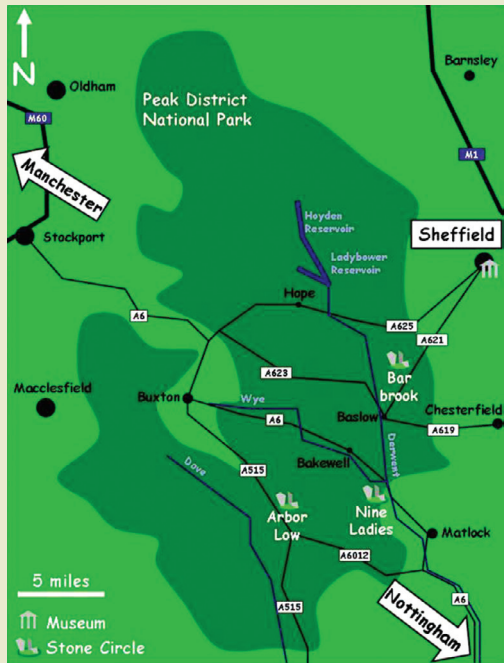 N
Oldham
Barnsley
Peak District
National Park
M60
M1
Manchester
Stockport
Hoyden
Reservoir
Sheffield
Ladybower
Reservoir
Hope
A6
A625
A621
A623
Bar
brook
Macclesfield
Buxton
Wye
A6
Baslow
Chesterfield
A619
Bakewell
Derwent
Dove
A515
Arbor
Low
Nine
Ladies
Matlock
A6012
5 miles
A515
A6
Nottingham
Museum
Stone Circle